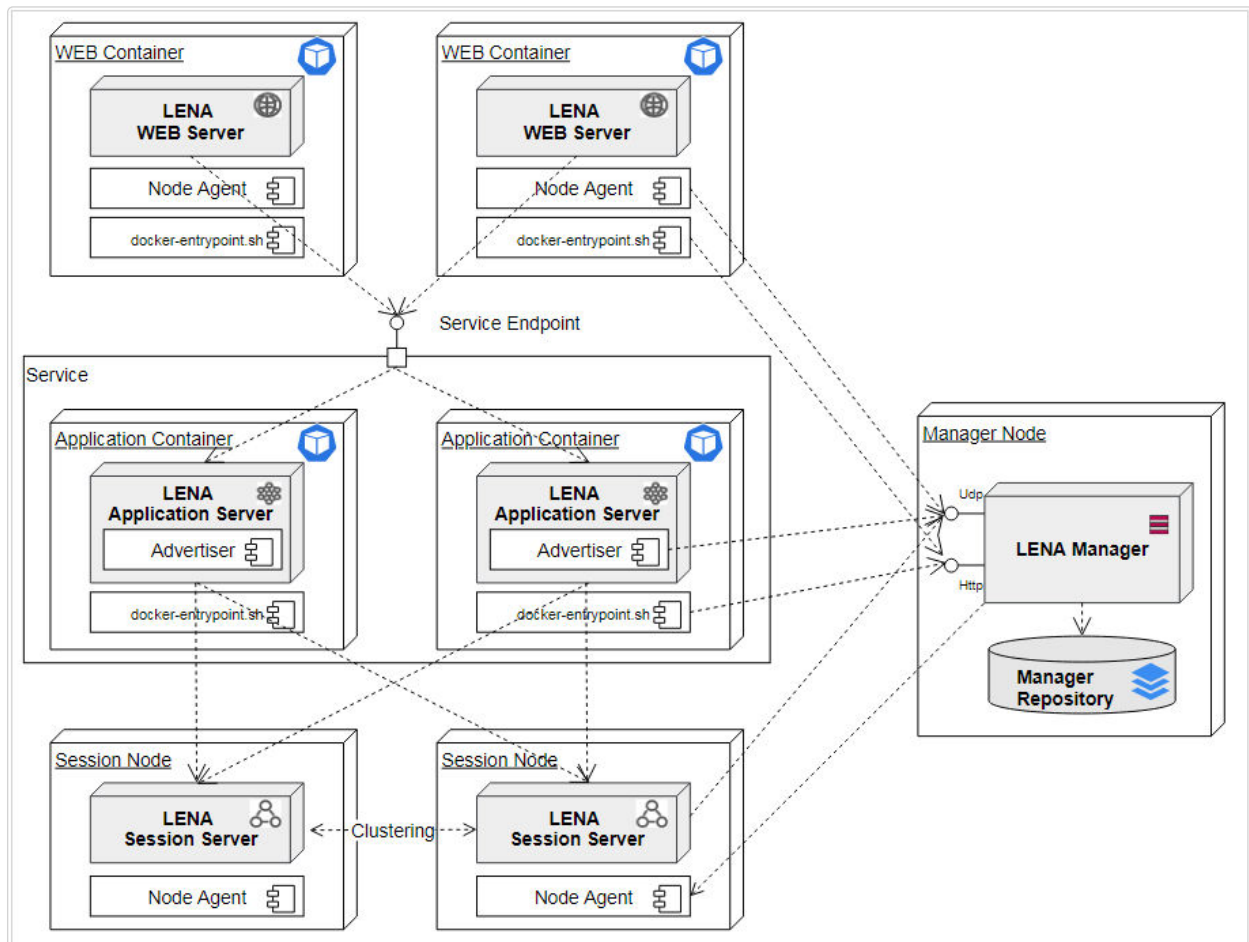 WEB Container
LENA
WEB Server
Node Agent
docker-entrypoint.sh
WEB Container
LENA
WEB Server
Node Agent
docker-entrypoint.sh
Service Endpoint
Service
Application Container
LENA
Application Server
Advertiser
docker-entrypoint.sh
Application Container
LENA
Application Server
Advertiser
docker-entrypoint.sh
Manager Node
Udp
Http
LENA Manager
Manager
Repository
Session Node
LENA
Session Server
Node Agent
Clustering
Session Node
LENA
Session Server
Node Agent